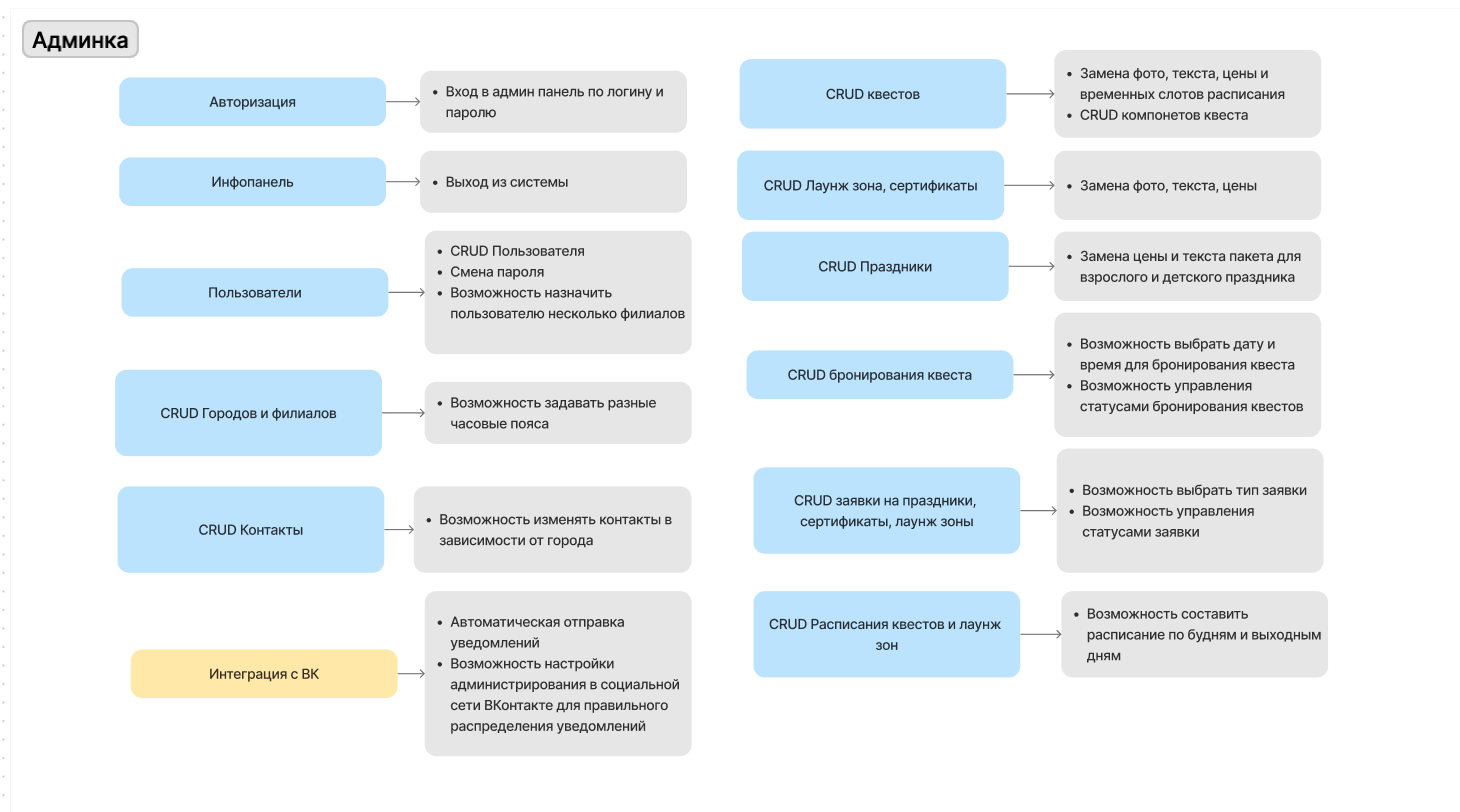 Админка
Авторизация
• Вход в админ панель по логину и
паролю
Инфопанель
• Выход из системы
Пользователи
• CRUD Пользователя
• Смена пароля
• Возможность назначить
пользователю несколько филиалов
CRUD Городов и филиалов
• Возможность задавать разные
часовые пояса
CRUD Контакты
• Возможность изменять контакты в
зависимости от города
Интеграция с ВК
• Автоматическая отправка
уведомлений
• Возможность настройки
администрирования в социальной
сети ВКонтакте для правильного
распределения уведомлений
CRUD квестов
• Замена фото, текста, цены и
временных слотов расписания
• CRUD компонетов квеста
CRUD Лаунж зона, сертификаты
• Замена фото, текста, цены
CRUD Праздники
• Замена цены и текста пакета для
взрослого и детского праздника
CRUD бронирования квеста
• Возможность выбрать дату и
время для бронирования квеста
• Возможность управления
статусами бронирования квестов
CRUD заявки на праздники,
сертификаты, лаунж зоны
• Возможность выбрать тип заявки
• Возможность управления
статусами заявки
CRUD Расписания квестов и лаунж
зон
• Возможность составить
расписание по будням и выходным
дням